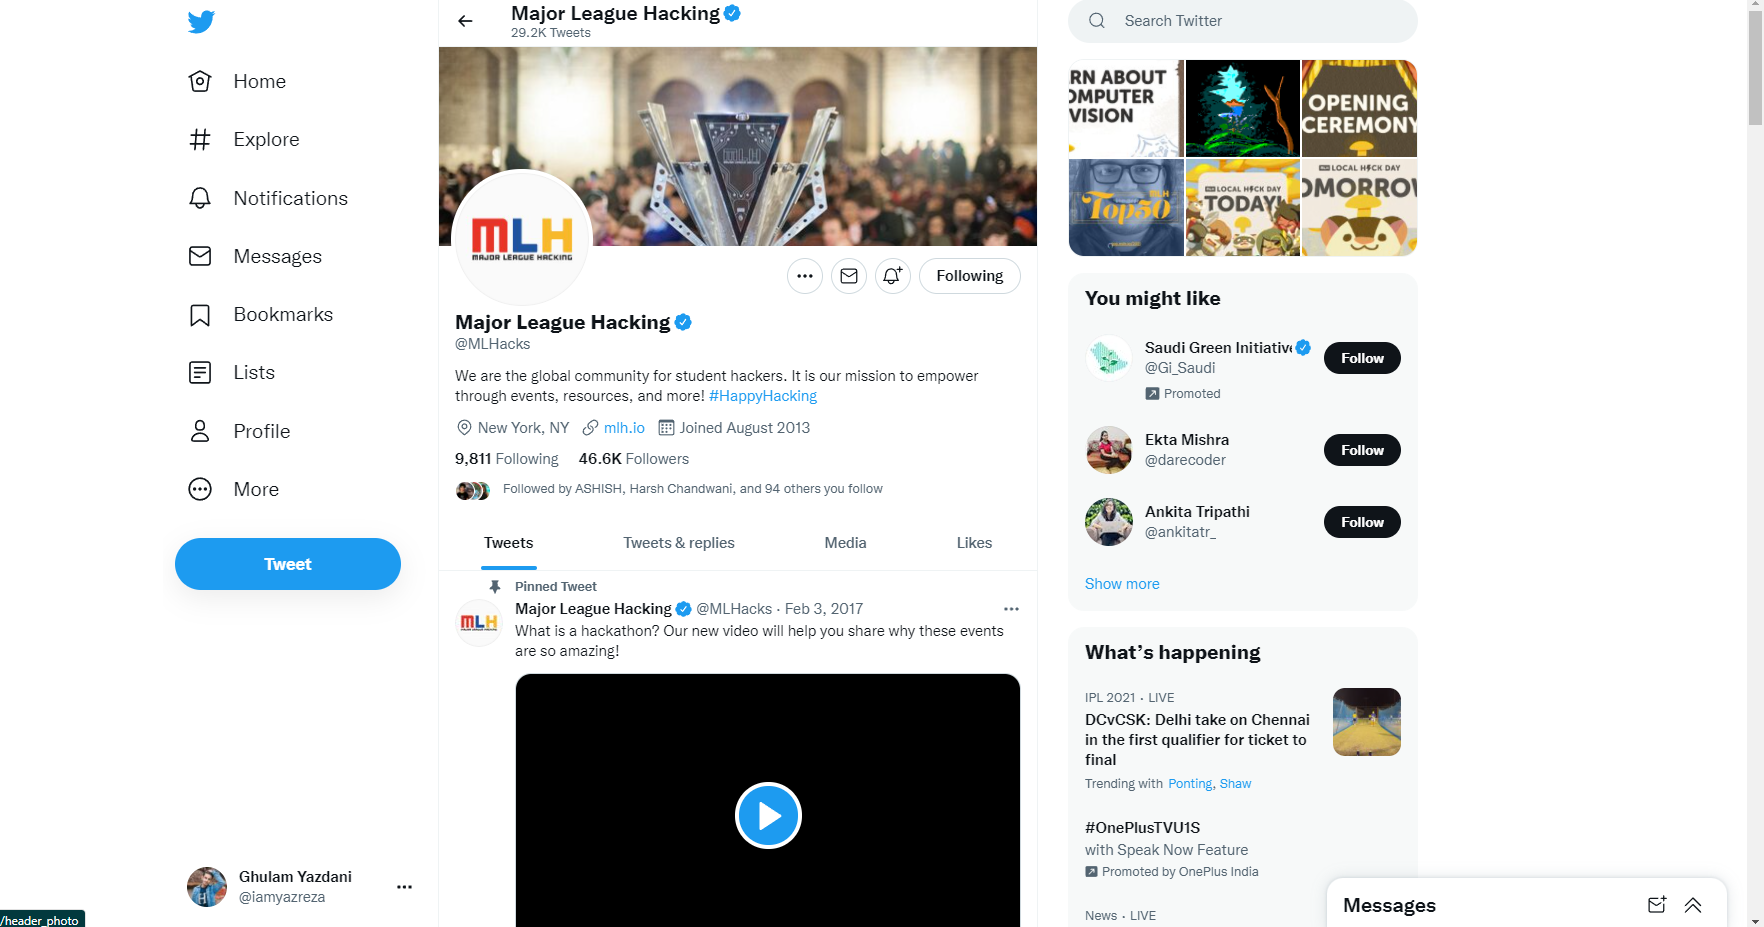 Home
Explore
Notifications
Messages
Bookmarks
Lists
Profile
More
Tweet
Ghulam Yazdani
@iamyazreza
/header_photo
Major League Hacking
29.2K Tweets
MLH
MLH
MAJOR LEAGUE HACKING
Following
Major League Hacking
@MLHacks
We are the global community for student hackers. It is our mission to empower
through events, resources, and more! #HappyHacking
New York, NY mlh.io Joined August 2013
9,811 Following 46.6K Followers
Followed by ASHISH, Harsh Chandwani, and 94 others you follow
Tweets Tweets & replies Media Likes
Pinned Tweet
MLH
MAJOR LEAGUE HACKING
Major League Hacking @MLHacks · Feb 3, 2017
What is a hackathon? Our new video will help you share why these events
are so amazing!
Search Twitter
RN ABOUT
OMPUTER
VISION
OPENING
CEREMONY
MLH
Top50
LOCAL HACK DAY
TODAY!
LOCAL HACK DAY
OMORROW
You might like
Saudi Green Initiative
@Gi_Saudi
Promoted
Follow
Ekta Mishra
@darecoder
Follow
Ankita Tripathi
@ankitatr_
Follow
Show more
What's happening
IPL 2021 · LIVE
DCvCSK: Delhi take on Chennai
in the first qualifier for ticket to
final
Trending with Ponting, Shaw
#OnePlusTVU1S
with Speak Now Feature
Promoted by OnePlus India
News · LIVE
Messages